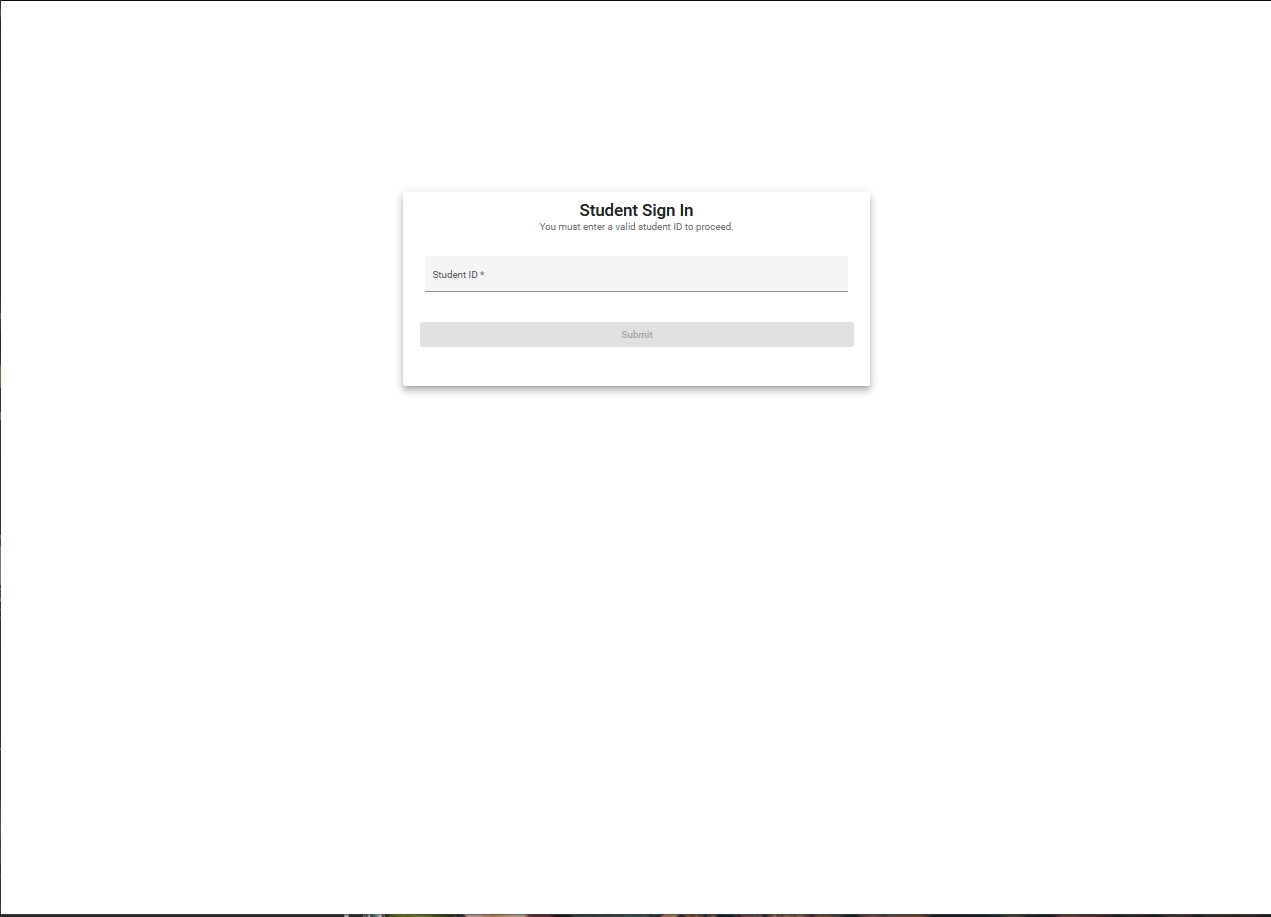 Student Sign In
You must enter a valid student ID to proceed.
Student ID *
Submit